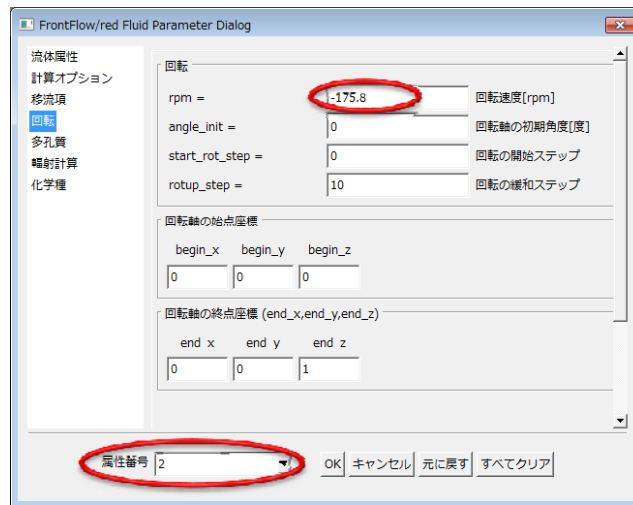 FrontFlow/red Fluid Parameter Dialog
流体属性
計算オプション
移流項
回転
多孔質
輻射計算
化学種
回転
rpm = -175.8 回転速度[rpm]
angle_init = 0 回転軸の初期角度[度]
start_rot_step = 0 回転の開始ステップ
rotup_step = 10 回転の緩和ステップ
回転軸の始点座標
begin_x begin_y begin_z
0 0 0
回転軸の終点座標 (end_x,end_y,end_z)
end x end y end z
0 0 1
属性番号 2 OK キャンセル 元に戻す すべてクリア